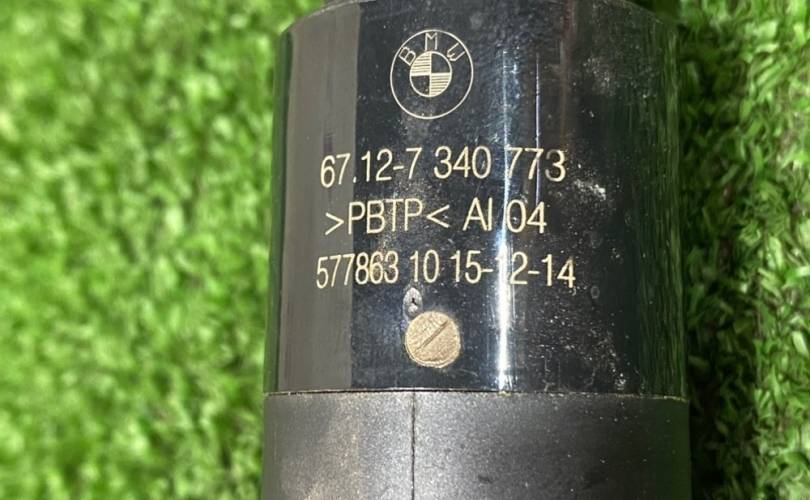 BMW
67.12-7 340 773
>PBTP< AI 04
577863 10 15-12-14